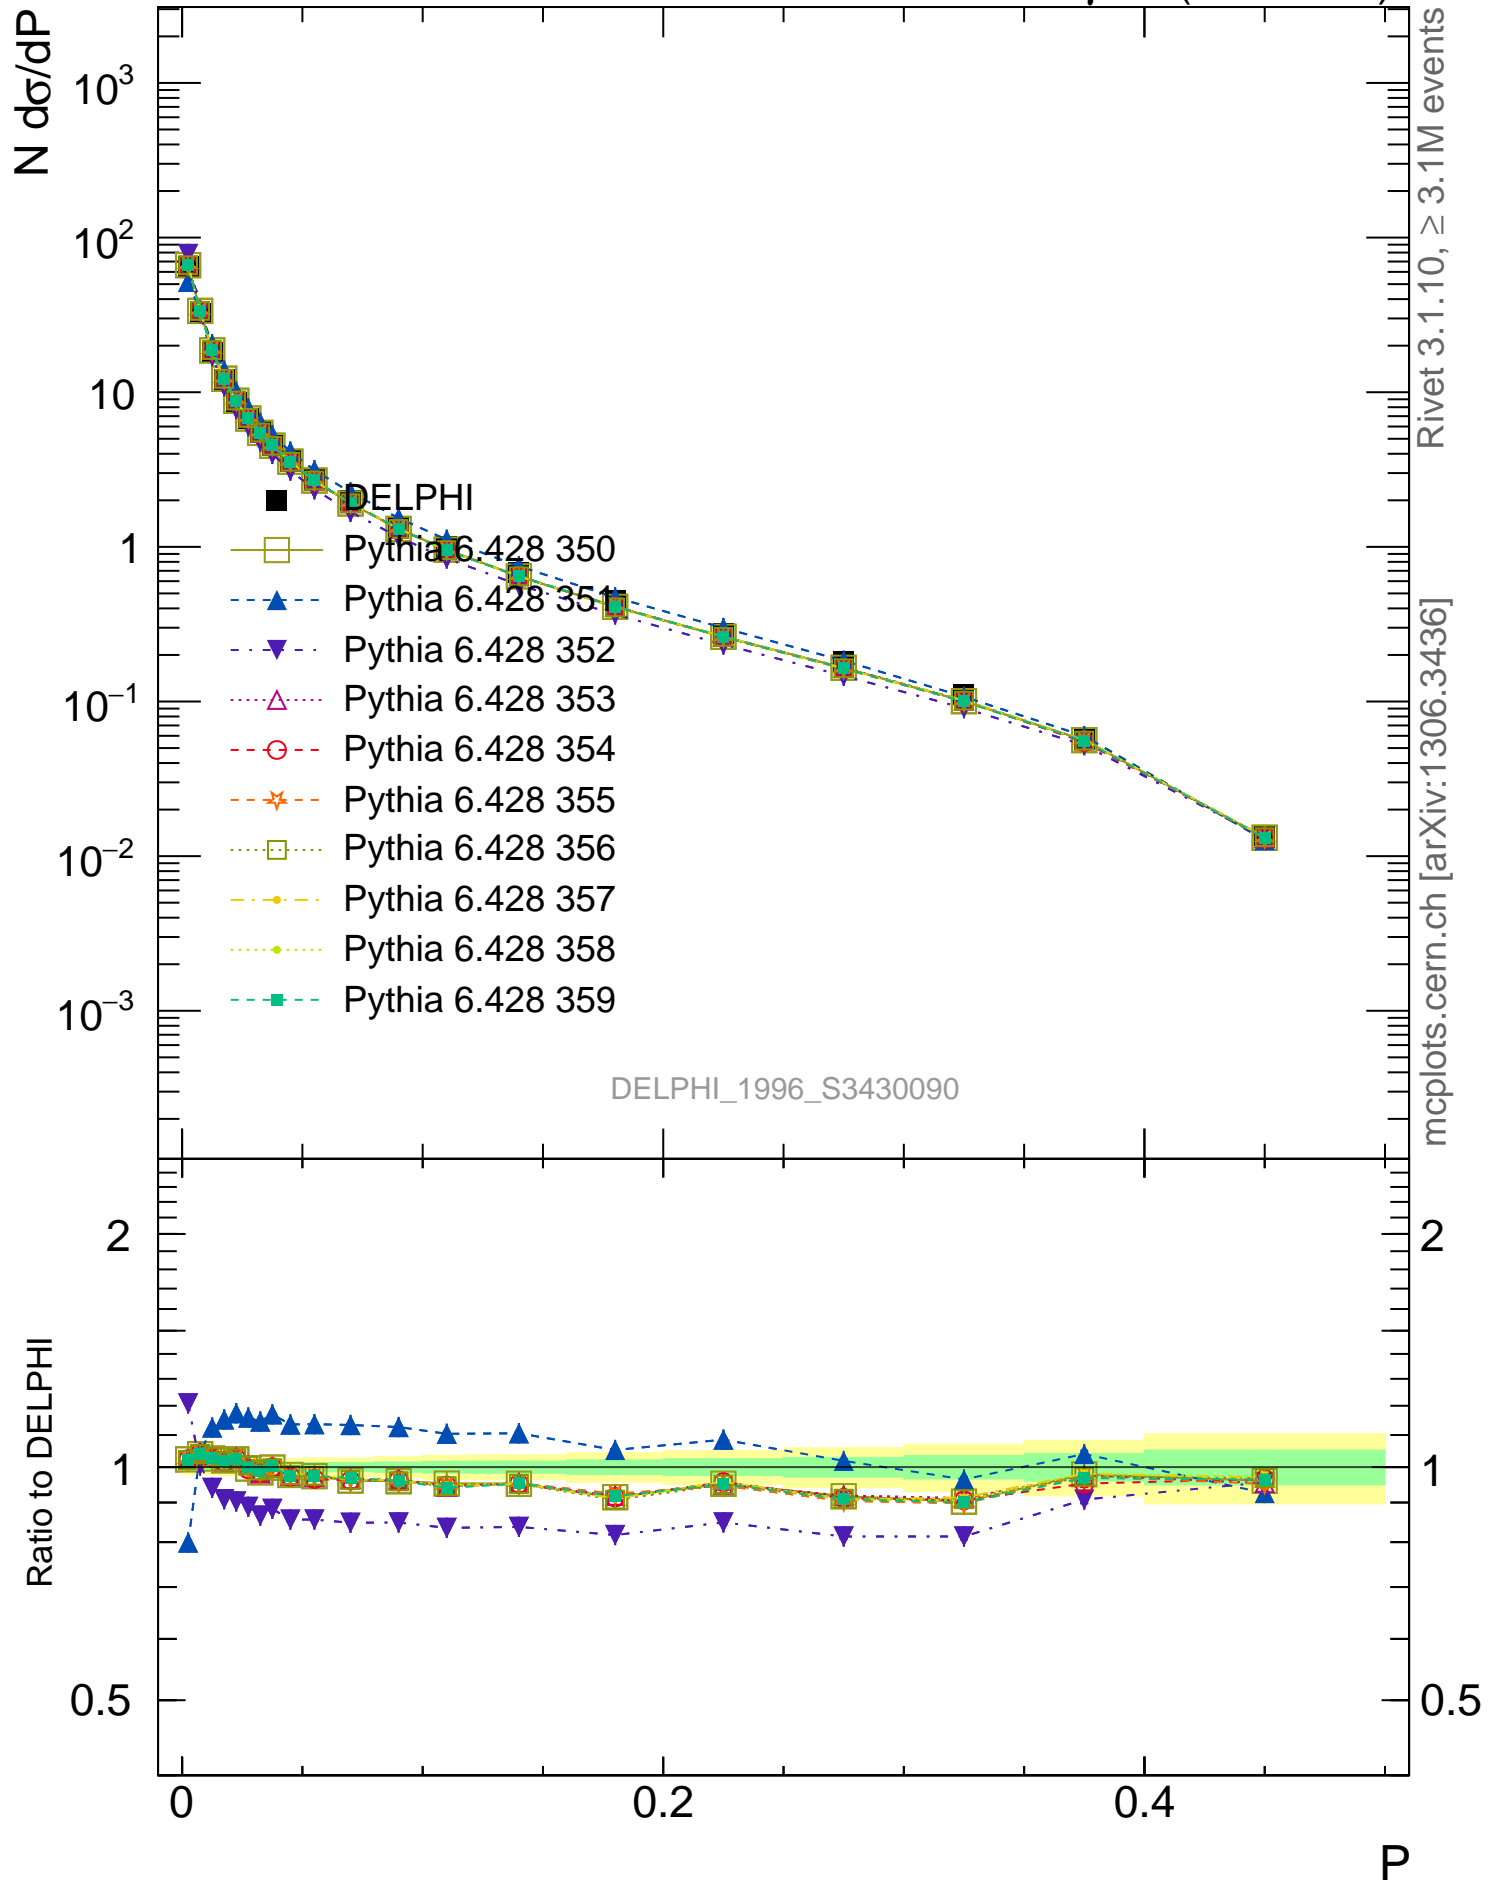 N dσ/dP
10³
10²
10
1
10⁻¹
10⁻²
10⁻³
DELPHI
Pythia 6.428 350
Pythia 6.428 351
Pythia 6.428 352
Pythia 6.428 353
Pythia 6.428 354
Pythia 6.428 355
Pythia 6.428 356
Pythia 6.428 357
Pythia 6.428 358
Pythia 6.428 359
DELPHI_1996_S3430090
Rivet 3.1.10, ≥ 3.1M events
mcplots.cern.ch [arXiv:1306.3436]
Ratio to DELPHI
2 2
1 1
0.5 0.5
0 0.2 0.4
P